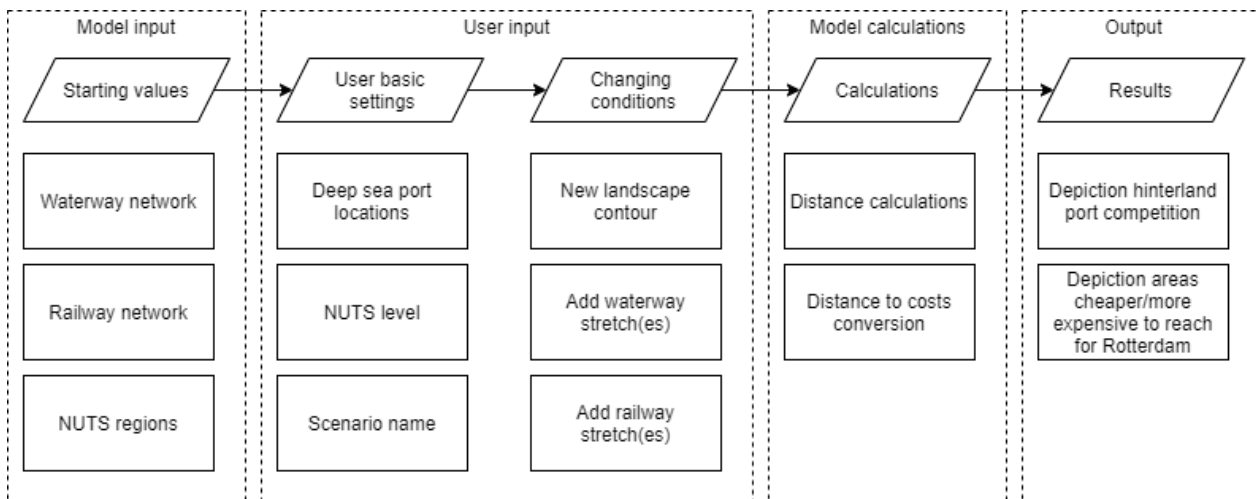 Model input
User input
Model calculations
Output
Starting values
User basic
settings
Changing
conditions
Calculations
Results
Waterway network
Deep sea port
locations
New landscape
contour
Distance calculations
Depiction hinterland
port competition
Railway network
NUTS level
Add waterway
stretch(es)
Distance to costs
conversion
Depiction areas
cheaper/more
expensive to reach
for Rotterdam
NUTS regions
Scenario name
Add railway
stretch(es)